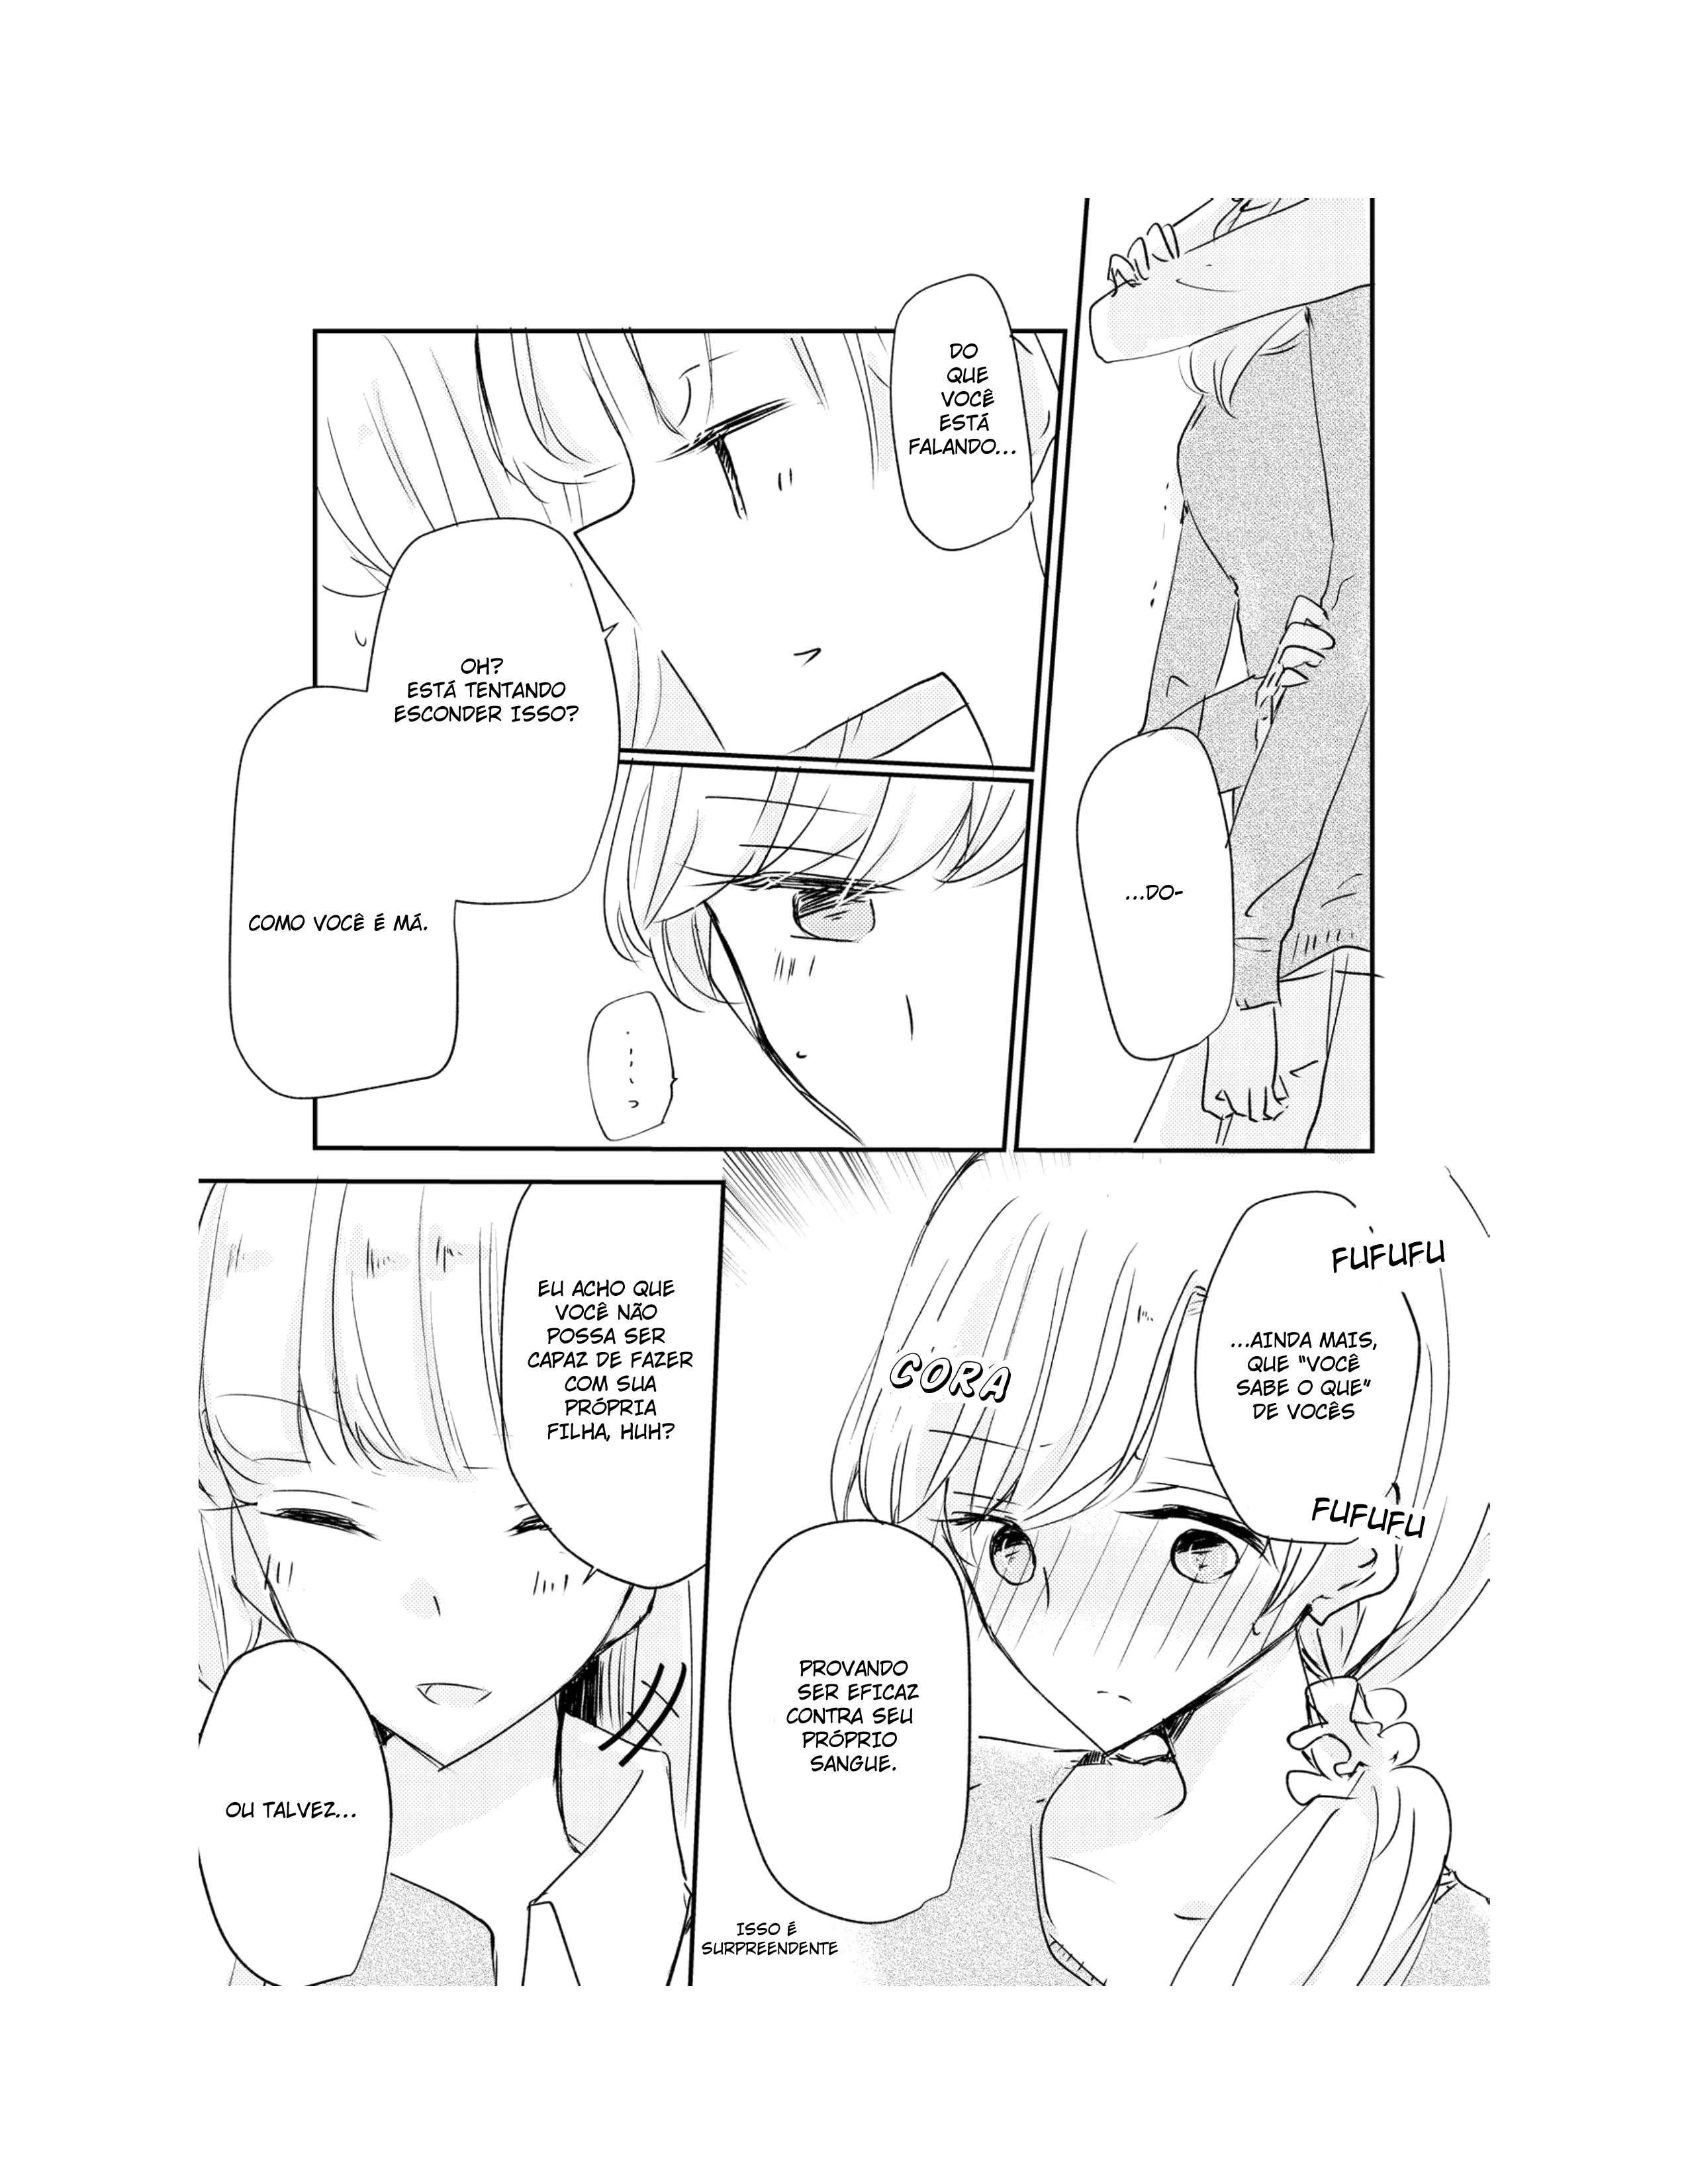 ...DO-
DO
QUE
VOCÊ
ESTÁ
FALANDO...
OH?
ESTÁ TENTANDO
ESCONDER ISSO?
COMO VOCÊ É MÁ.
......
FUFUFU
...AINDA MAIS,
QUE "VOCÊ
SABE O QUE"
DE VOCÊS
FUFUFU
CORA
PROVANDO
SER EFICAZ
CONTRA SEU
PRÓPRIO
SANGUE.
ISSO É
SURPREENDENTE
EU ACHO QUE
VOCÊ NÃO
POSSA SER
CAPAZ DE FAZER
COM SUA
PRÓPRIA
FILHA, HUH?
OU TALVEZ...